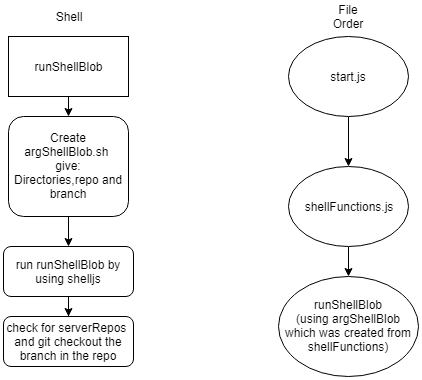 Shell
runShellBlob
Create
argShellBlob.sh
give:
Directories,repo and
branch
run runShellBlob by
using shelljs
check for serverRepos
and git checkout the
branch in the repo
File
Order
start.js
shellFunctions.js
runShellBlob
(using argShellBlob
which was created from
shellFunctions)